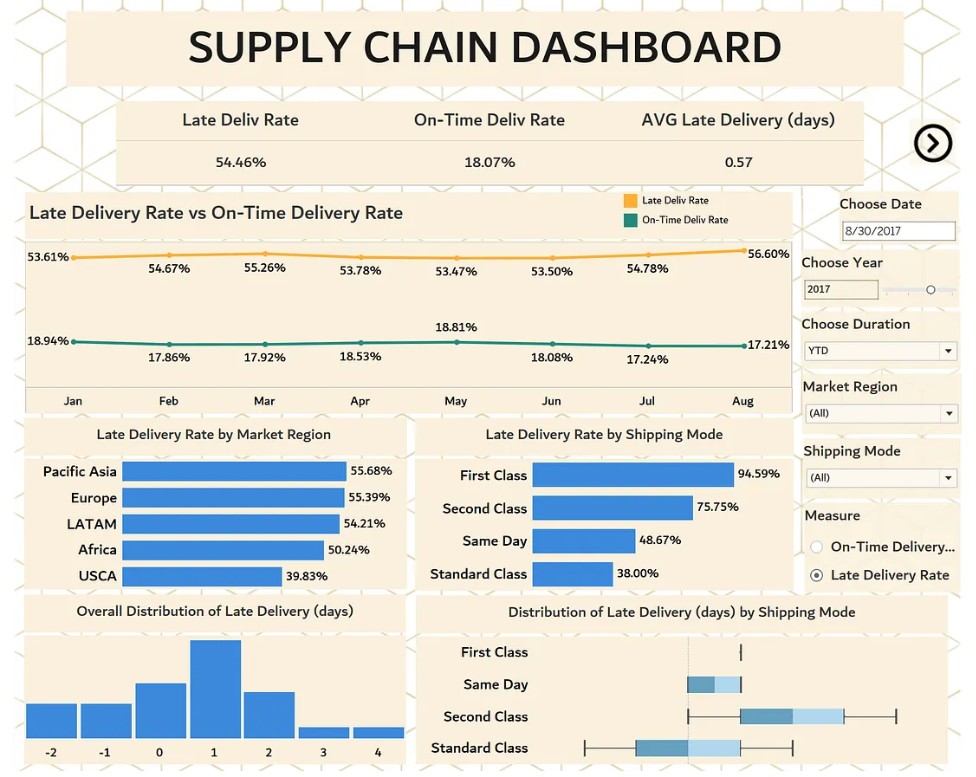 SUPPLY CHAIN DASHBOARD
Late Deliv Rate On-Time Deliv Rate AVG Late Delivery (days)
54.46% 18.07% 0.57
Late Delivery Rate vs On-Time Delivery Rate
Late Deliv Rate
On-Time Deliv Rate
53.61% 54.67% 55.26% 53.78% 53.47% 53.50% 54.78% 56.60%
18.94% 17.86% 17.92% 18.53% 18.81% 18.08% 17.24% 17.21%
Jan Feb Mar Apr May Jun Jul Aug
Choose Date
8/30/2017
Choose Year
2017
Choose Duration
YTD
Market Region
(All)
Shipping Mode
(All)
Measure
On-Time Delivery...
Late Delivery Rate
Late Delivery Rate by Market Region
Pacific Asia 55.68%
Europe 55.39%
LATAM 54.21%
Africa 50.24%
USCA 39.83%
Late Delivery Rate by Shipping Mode
First Class 94.59%
Second Class 75.75%
Same Day 48.67%
Standard Class 38.00%
Overall Distribution of Late Delivery (days)
-2 -1 0 1 2 3 4
Distribution of Late Delivery (days) by Shipping Mode
First Class
Same Day
Second Class
Standard Class